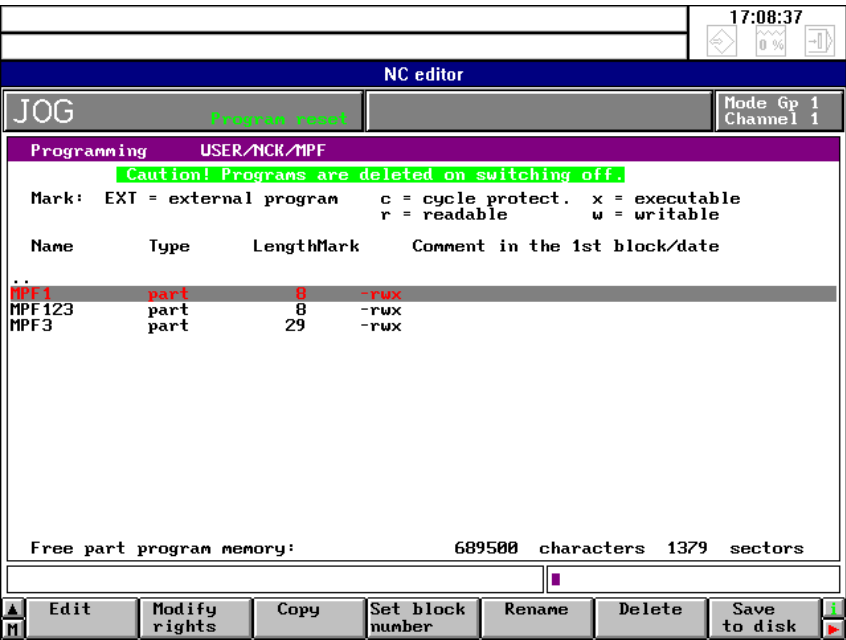 17:08:37
0 %
NC editor
JOG
Program reset
Mode Gp 1
Channel 1
Programming USER/NCK/MPF
Caution! Programs are deleted on switching off.
Mark: EXT = external program c = cycle protect. x = executable
r = readable w = writable
Name Type LengthMark Comment in the 1st block/date
..
MPF1 part 8 -rwx
MPF123 part 8 -rwx
MPF3 part 29 -rwx
Free part program memory: 689500 characters 1379 sectors
Edit
Modify
rights
Copy
Set block
number
Rename
Delete
Save
to disk
M
i